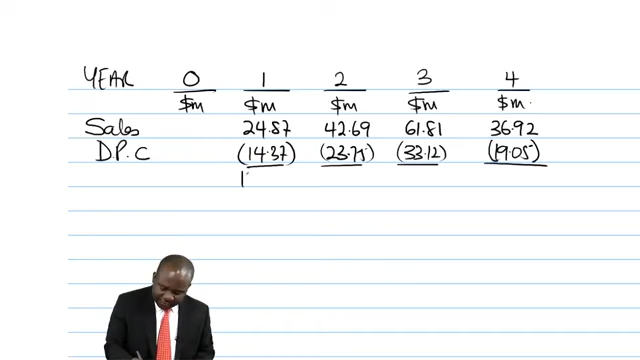 YEAR 0 1 2 3 4
$m $m $m $m $m.
Sales 24.87 42.69 61.81 36.92
D.P.C (14.37) (23.75) (33.12) (19.05)
1